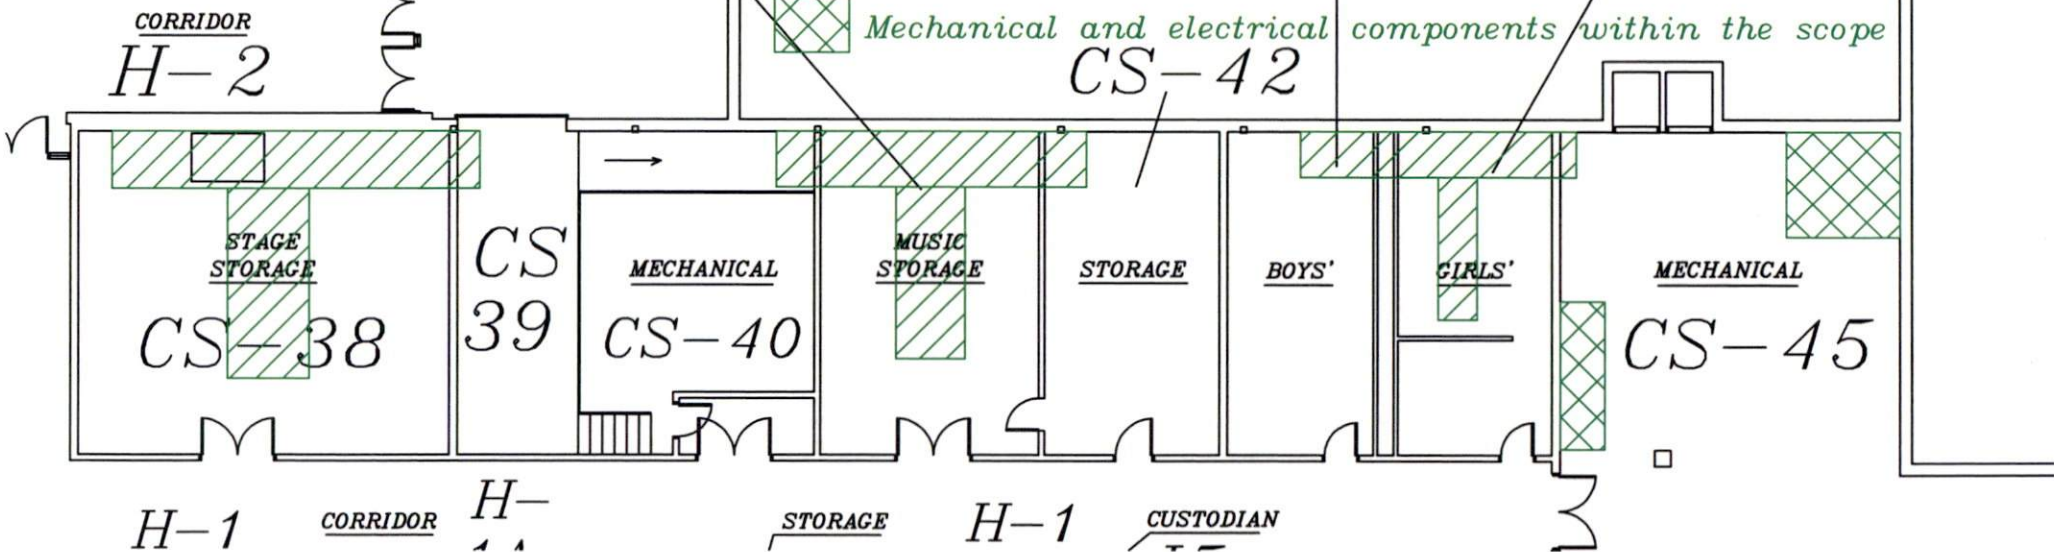 CORRIDOR
H-2
Mechanical and electrical components within the scope
CS-42
STAGE
STORAGE
CS-38
CS
39
MECHANICAL
CS-40
MUSIC
STORAGE
STORAGE
BOYS'
GIRLS'
MECHANICAL
CS-45
H-1
CORRIDOR
H-
STORAGE
H-1
CUSTODIAN